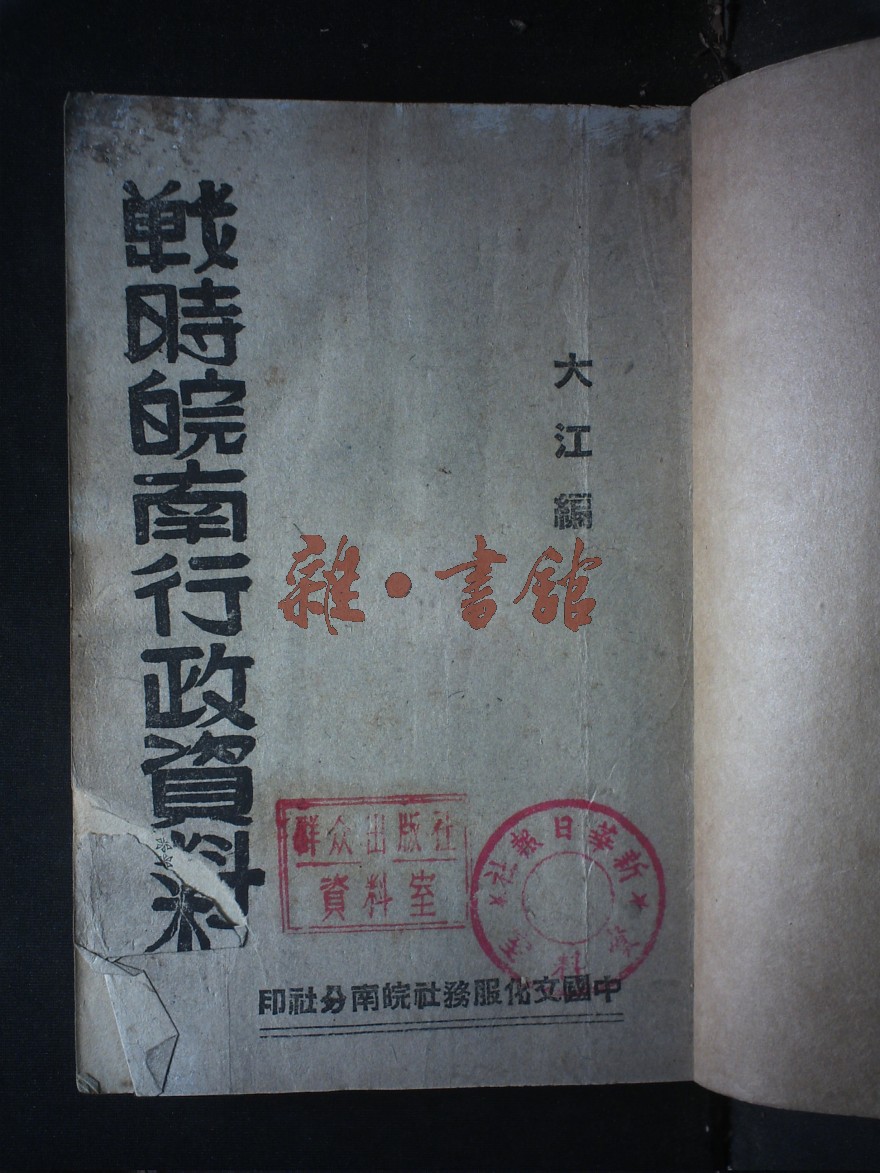 戰時皖南行政資料
大江編
雜·書館
群众出版社
資料室
新華日報社
資料室
中國文化服務社皖南分社印